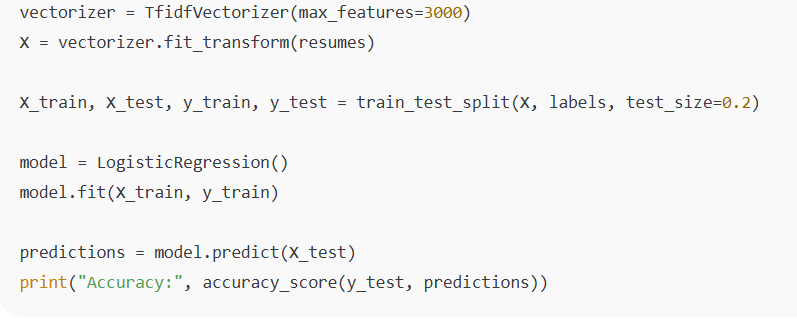 vectorizer = TfidfVectorizer(max_features=3000)
X = vectorizer.fit_transform(resumes)
X_train, X_test, y_train, y_test = train_test_split(X, labels, test_size=0.2)
model = LogisticRegression()
model.fit(X_train, y_train)
predictions = model.predict(X_test)
print("Accuracy:", accuracy_score(y_test, predictions))